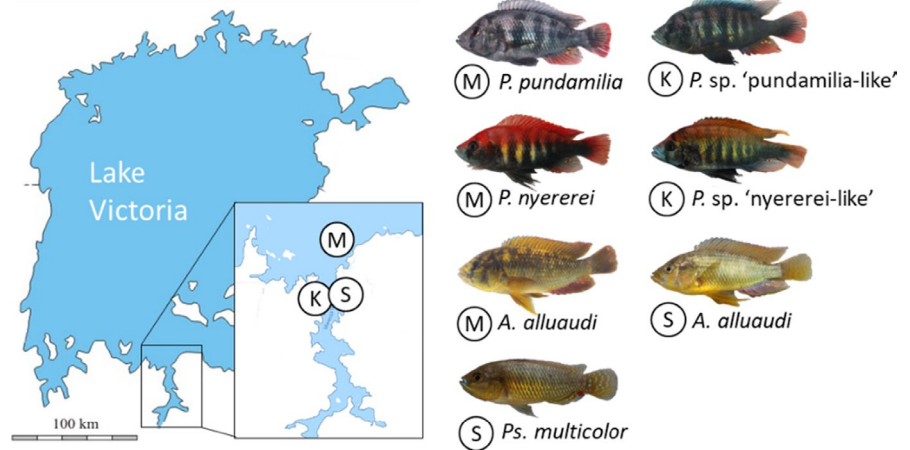 Lake
Victoria
M
K
S
100 km
M P. pundamilia
K P. sp. ‘pundamilia-like’
M P. nyererei
K P. sp. ‘nyererei-like’
M A. alluaudi
S A. alluaudi
S Ps. multicolor